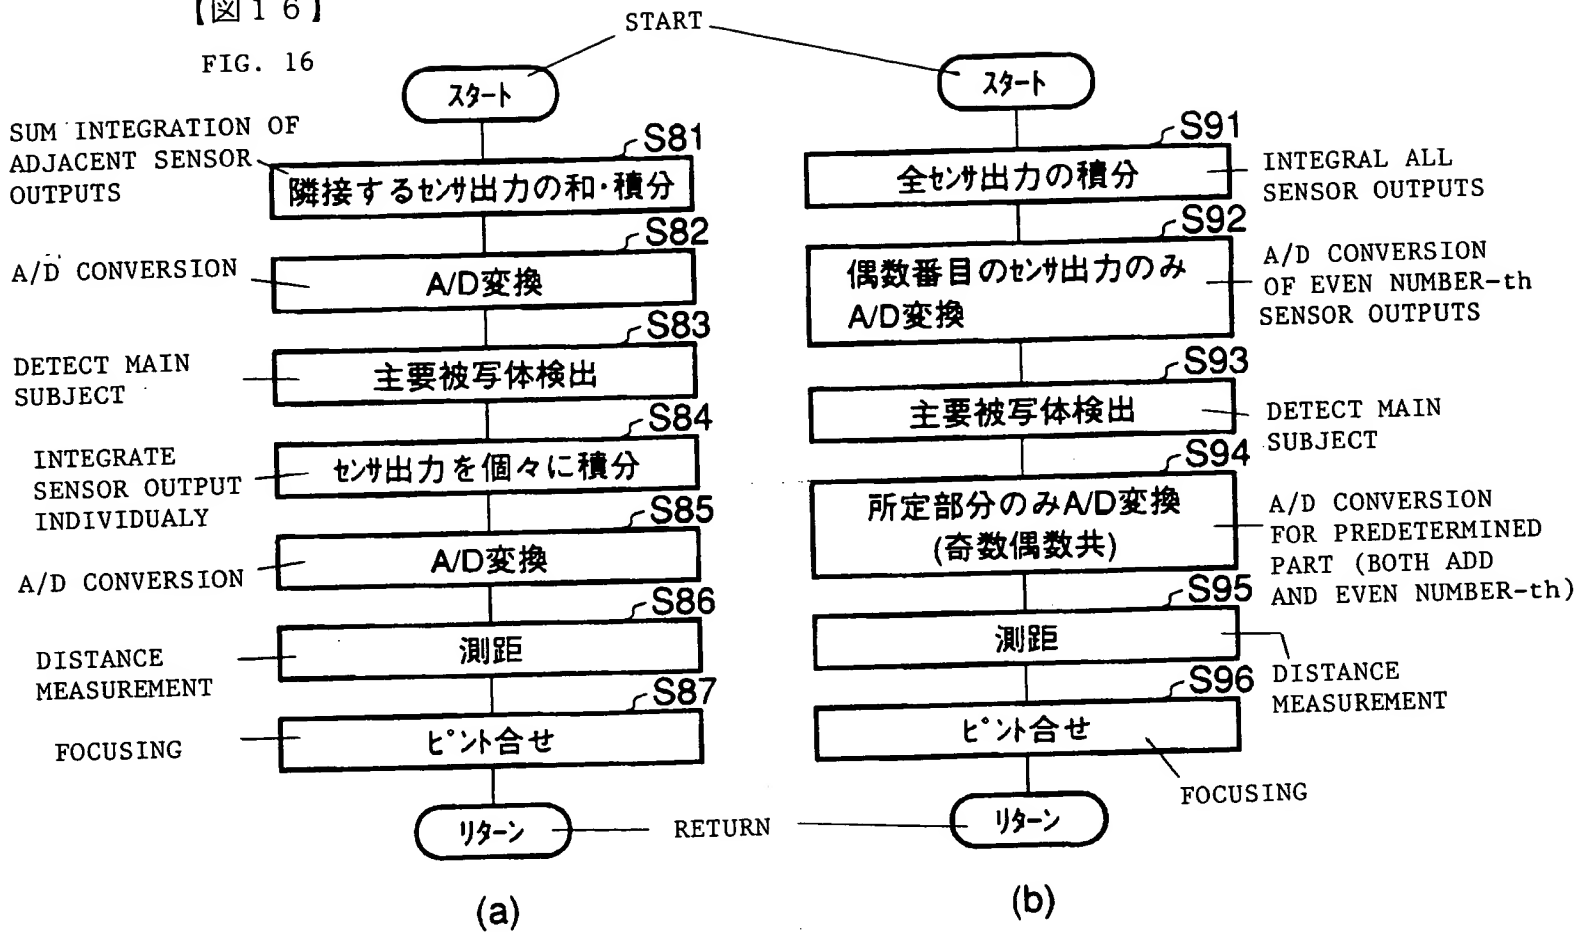 【図１６】
FIG. 16
START
スタート
SUM INTEGRATION OF
ADJACENT SENSOR
OUTPUTS
S81
隣接するセンサ出力の和・積分
S82
A/D CONVERSION
A/D変換
S83
DETECT MAIN
SUBJECT
主要被写体検出
S84
INTEGRATE
SENSOR OUTPUT
INDIVIDUALY
センサ出力を個々に積分
S85
A/D CONVERSION
A/D変換
S86
DISTANCE
MEASUREMENT
測距
S87
FOCUSING
ピント合せ
リターン
RETURN
(a)
スタート
S91
全センサ出力の積分
INTEGRAL ALL
SENSOR OUTPUTS
S92
偶数番目のセンサ出力のみ
A/D変換
A/D CONVERSION
OF EVEN NUMBER-th
SENSOR OUTPUTS
S93
主要被写体検出
DETECT MAIN
SUBJECT
S94
所定部分のみA/D変換
(奇数偶数共)
A/D CONVERSION
FOR PREDETERMINED
PART (BOTH ADD
AND EVEN NUMBER-th)
S95
測距
DISTANCE
MEASUREMENT
S96
ピント合せ
FOCUSING
リターン
(b)